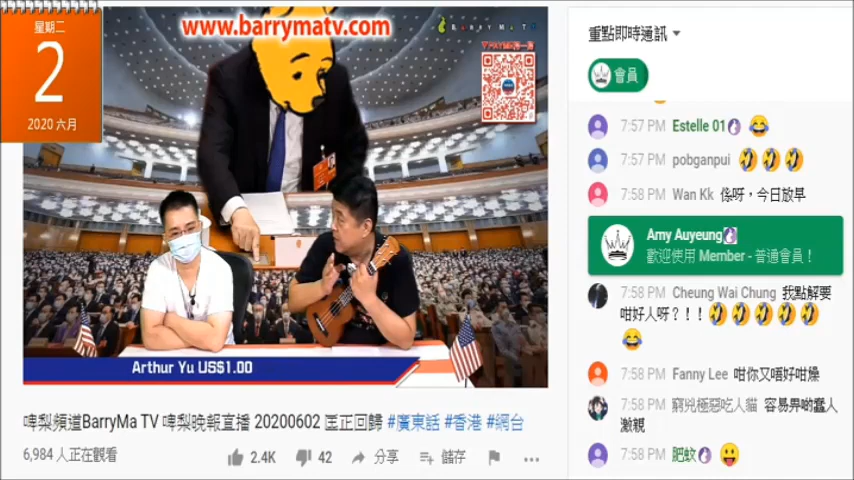 星期二
2
2020 六月
www.barrymatv.com
BARRYMATV
Arthur Yu US$1.00
啤梨頻道BarryMa TV 啤梨晚報直播 20200602 匡正回歸 #廣東話 #香港 #網台
6,984 人正在觀看
2.4K
42
分享
儲存
重點即時通訊
會員
7:57 PM Estelle 01
7:57 PM pobganpui
7:58 PM Wan Kk 係呀，今日放早
Amy Auyeung
歡迎使用 Member - 普通會員！
7:58 PM Cheung Wai Chung 我點解要
咁好人呀？！！
7:58 PM Fanny Lee 咁你又唔好咁燥
7:58 PM 窮兇極惡吃人貓 容易畀啲蠢人
激親
7:58 PM 肥蚊